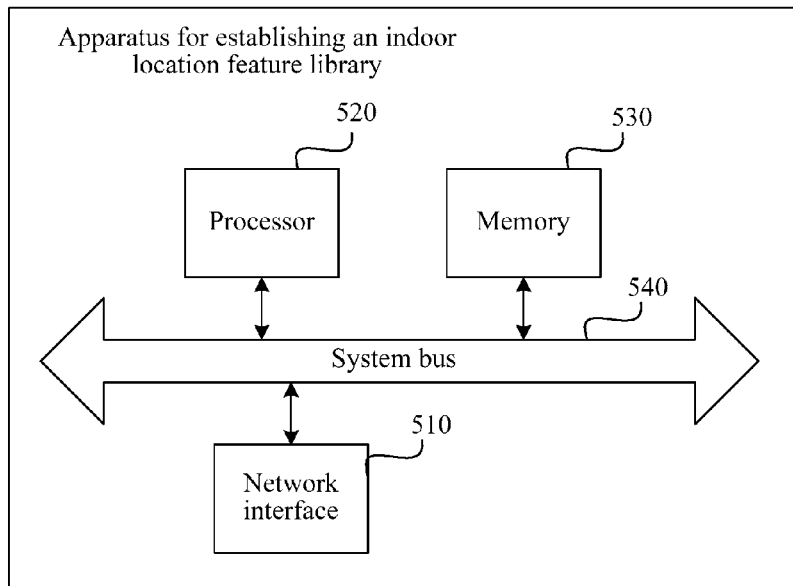 Apparatus for establishing an indoor
location feature library
520
530
Processor
Memory
540
System bus
510
Network
interface